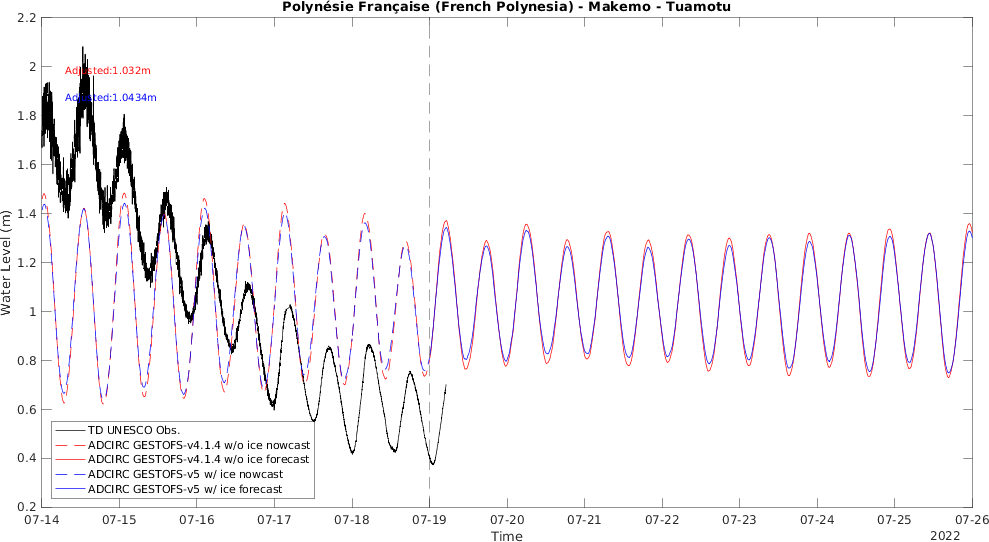 Polynésie Française (French Polynesia) - Makemo - Tuamotu
2.2
2
1.8
1.6
1.4
1.2
1
0.8
0.6
0.4
0.2
Water Level (m)
Adjusted:1.032m
Adjusted:1.0434m
TD UNESCO Obs.
ADCIRC GESTOFS-v4.1.4 w/o ice nowcast
ADCIRC GESTOFS-v4.1.4 w/o ice forecast
ADCIRC GESTOFS-v5 w/ ice nowcast
ADCIRC GESTOFS-v5 w/ ice forecast
07-14 07-15 07-16 07-17 07-18 07-19 07-20 07-21 07-22 07-23 07-24 07-25 07-26
Time
2022